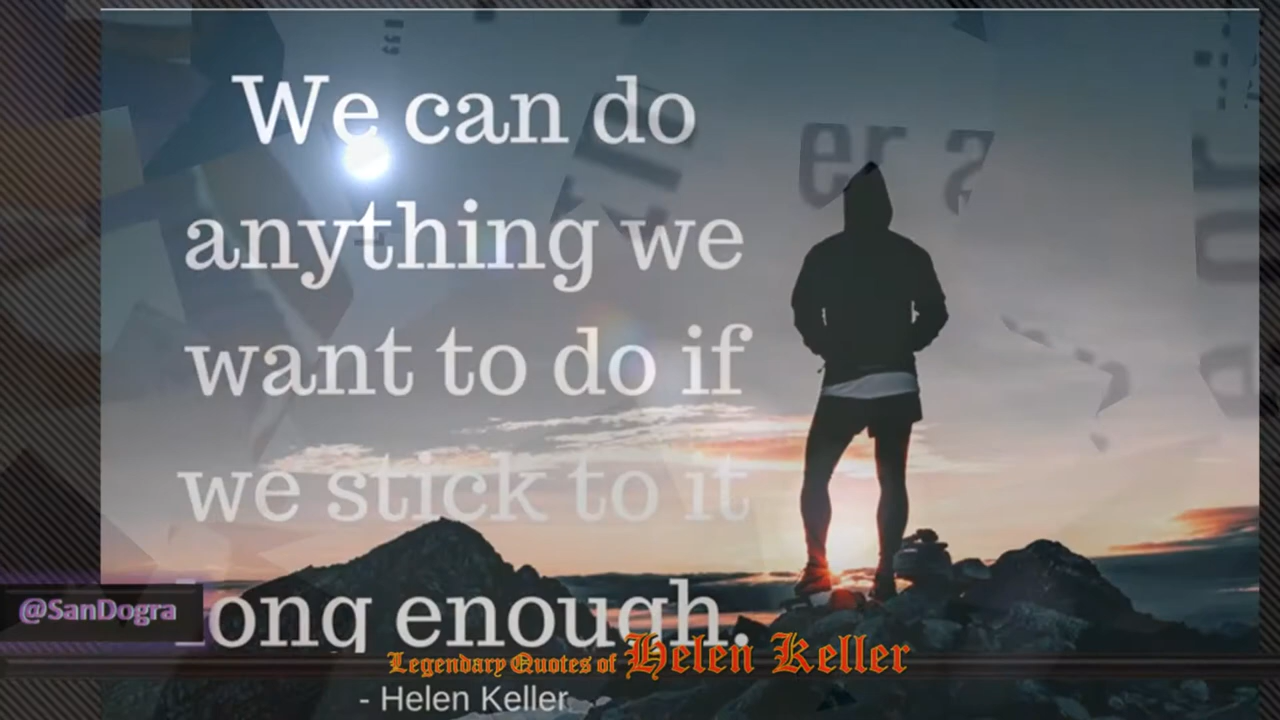 We can do
anything we
want to do if
we stick to it
long enough.
@SanDogra
Legendary Quotes of Helen Keller
- Helen Keller